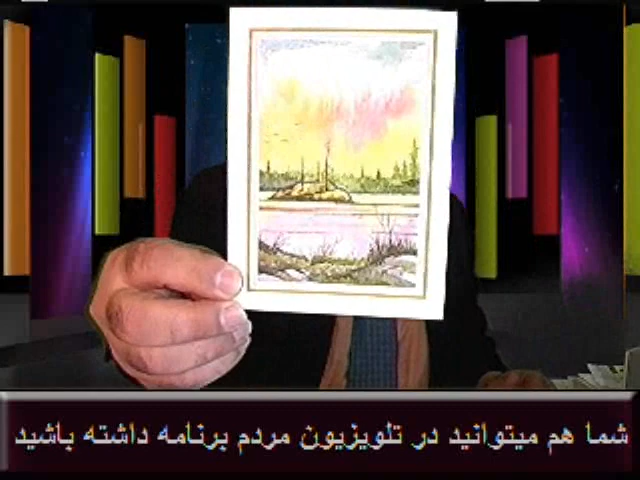 شما هم میتوانید در تلویزیون مردم برنامه داشته باشید